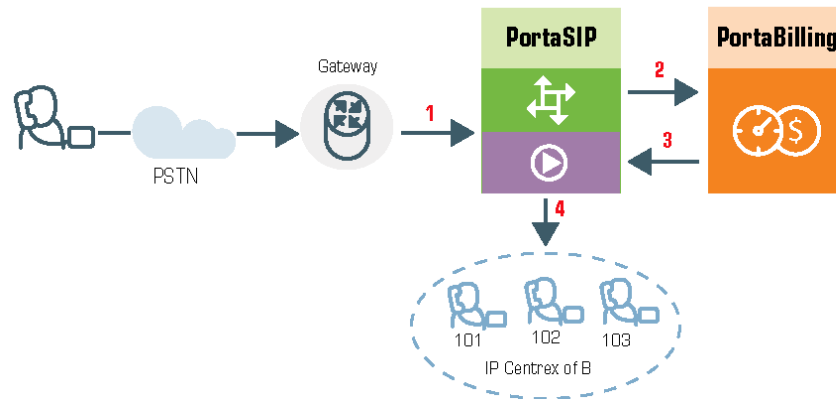 PortaSIP
PortaBilling
Gateway
1
2
3
PSTN
4
$
101
102
103
IP Centrex of B